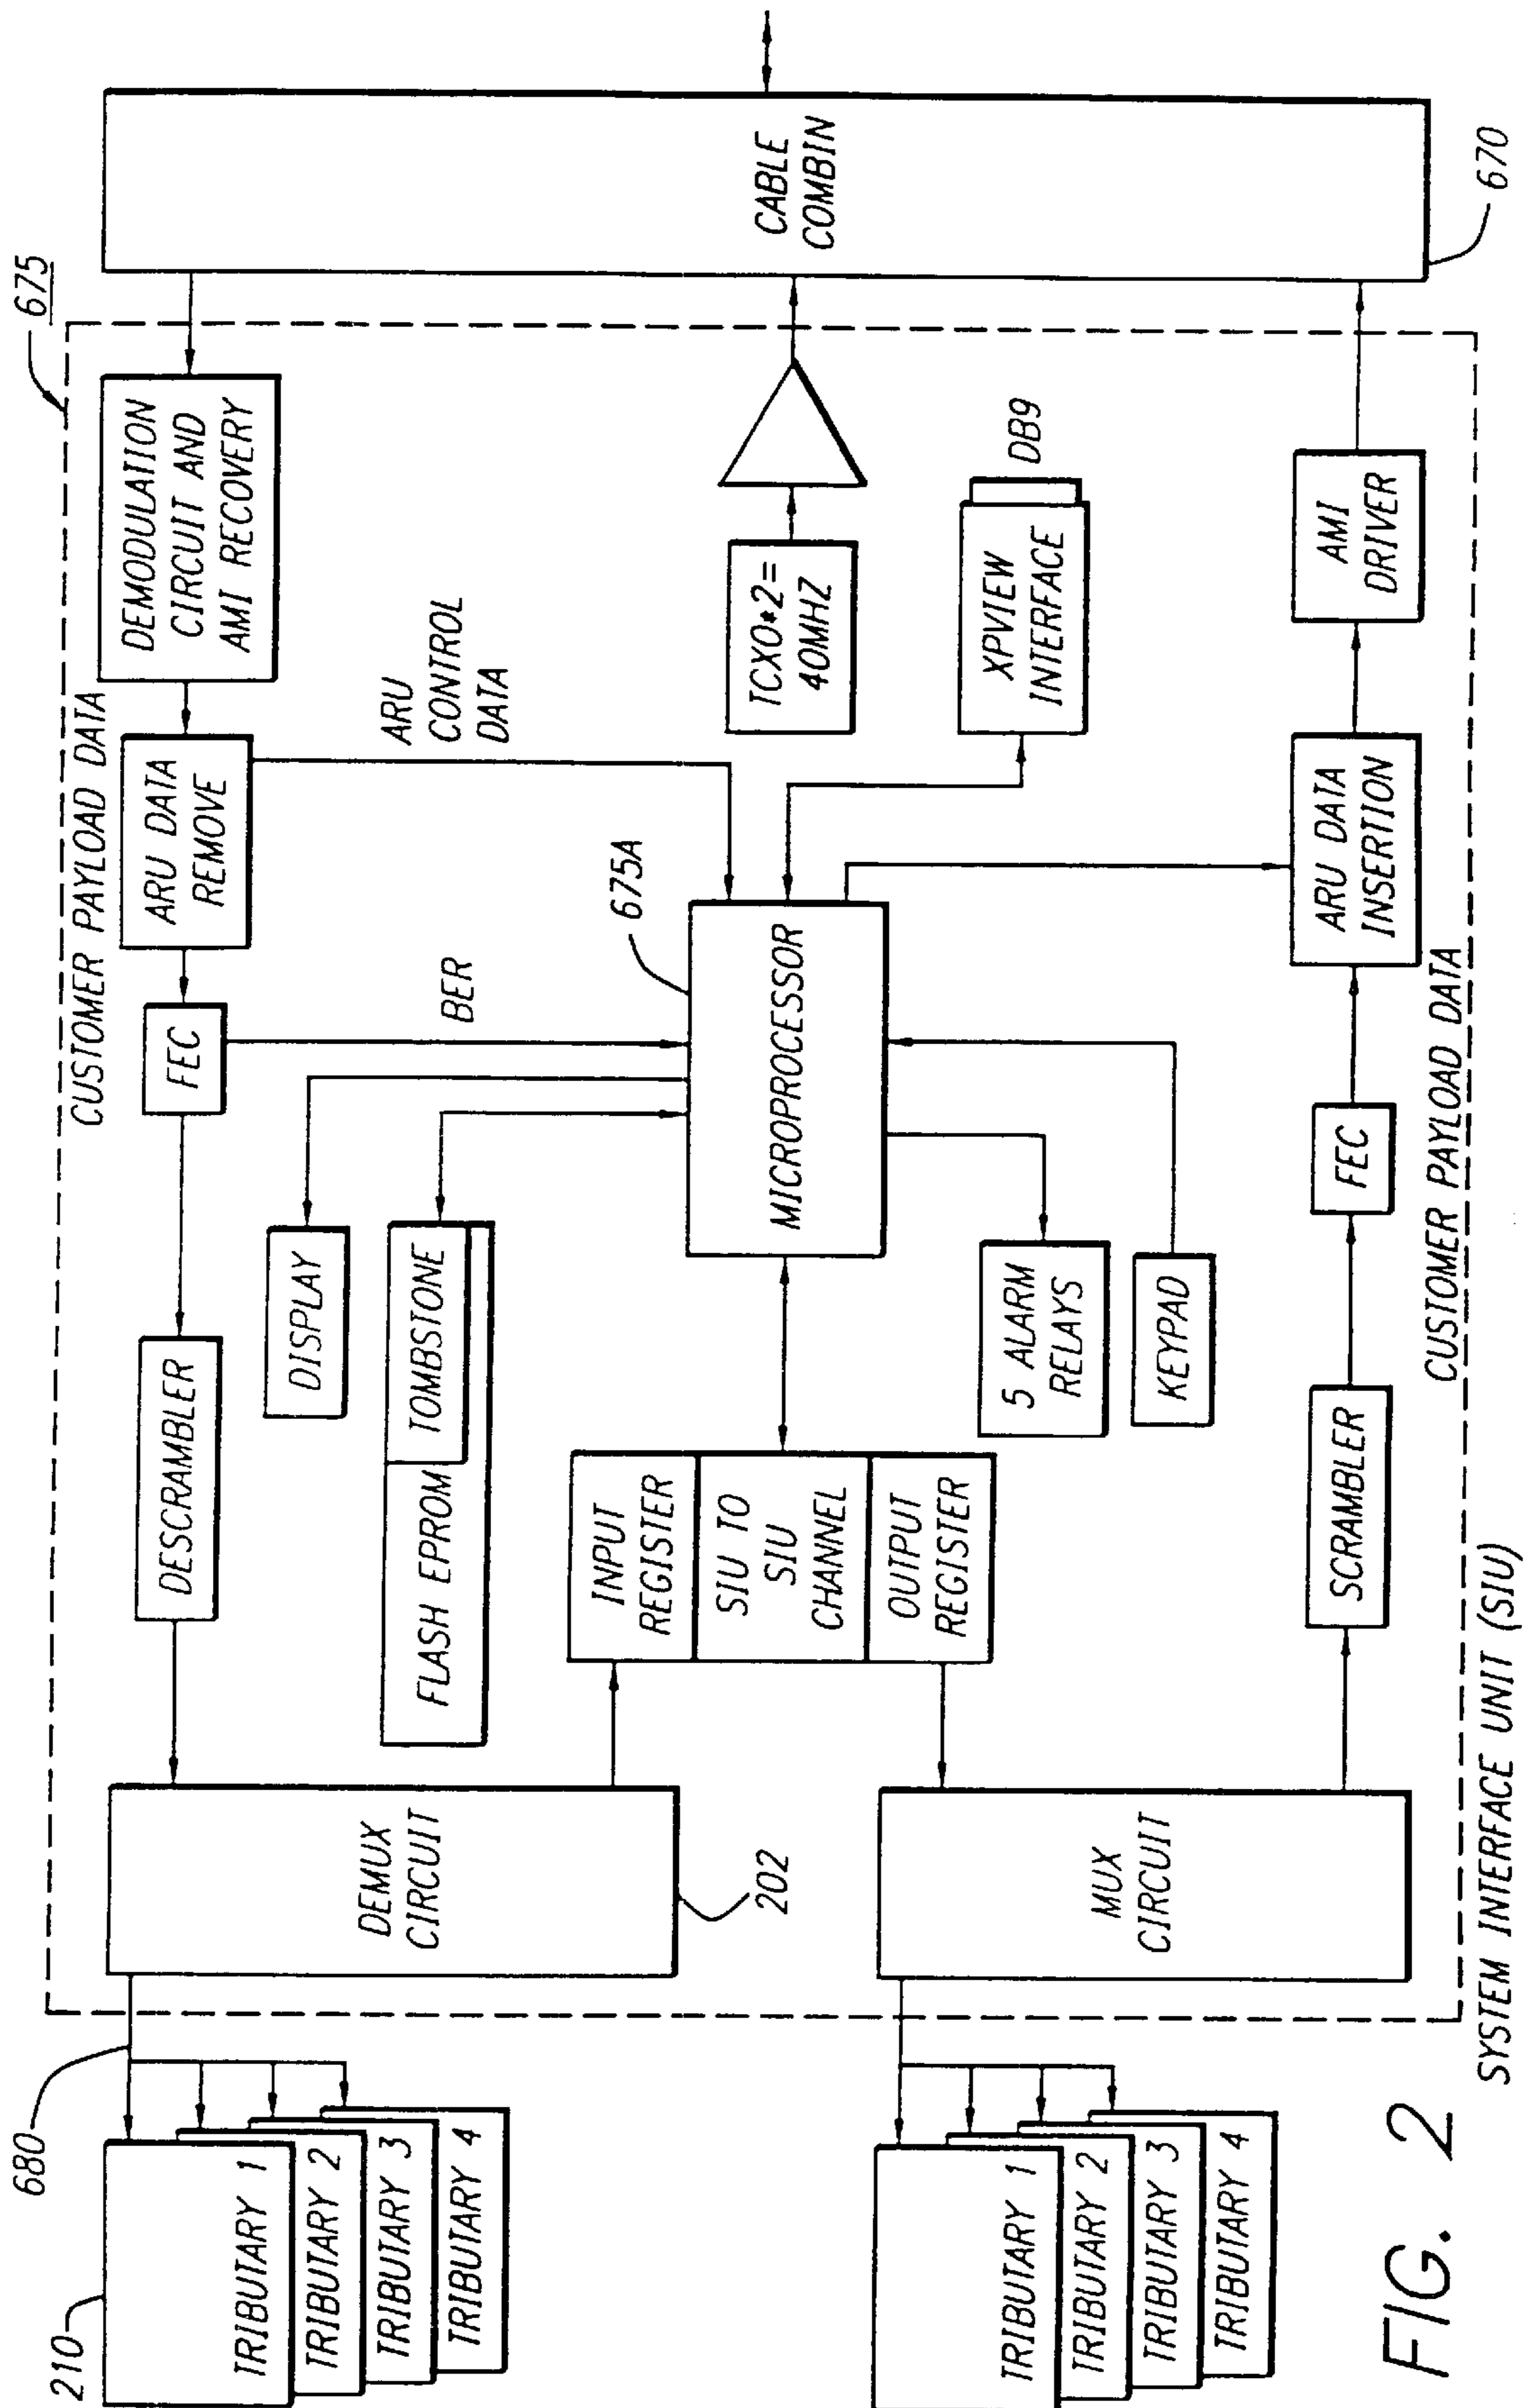 680
210
TRIBUTARY 1
TRIBUTARY 2
TRIBUTARY 3
TRIBUTARY 4
DEMUX
CIRCUIT
202
DESCRAMBLER
FEC
ARU DATA
REMOVE
DEMODULATION
CIRCUIT AND
AMI RECOVERY
CUSTOMER PAYLOAD DATA
675
DISPLAY
FLASH EPROM
TOMBSTONE
BER
ARU
CONTROL
DATA
INPUT
REGISTER
SIU TO
SIU
CHANNEL
OUTPUT
REGISTER
MICROPROCESSOR
675A
TCXO*2=
40MHZ
XPVIEW
INTERFACE
DB9
5 ALARM
RELAYS
KEYPAD
CABLE
COMBIN
670
TRIBUTARY 1
TRIBUTARY 2
TRIBUTARY 3
TRIBUTARY 4
MUX
CIRCUIT
SCRAMBLER
FEC
ARU DATA
INSERTION
AMI
DRIVER
CUSTOMER PAYLOAD DATA
SYSTEM INTERFACE UNIT (SIU)
FIG. 2